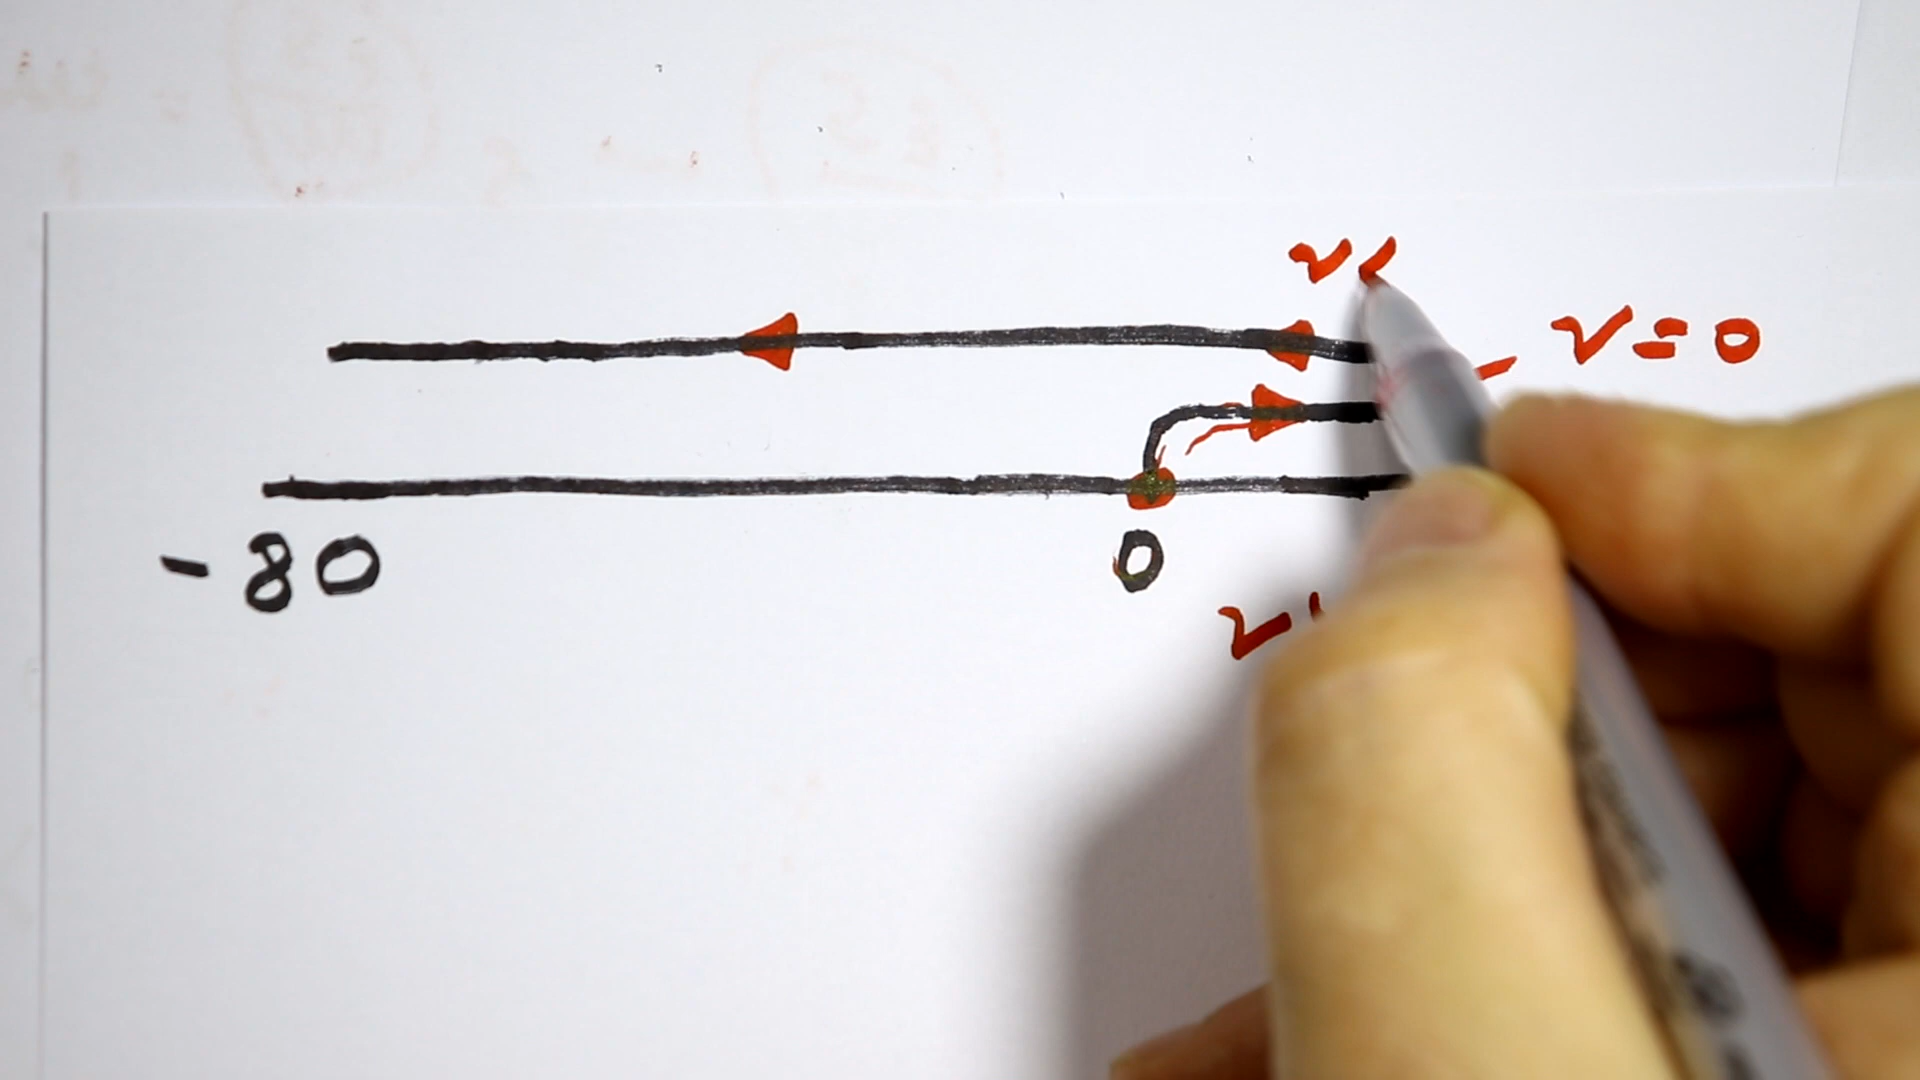 v <
v = 0
- 80 0
v